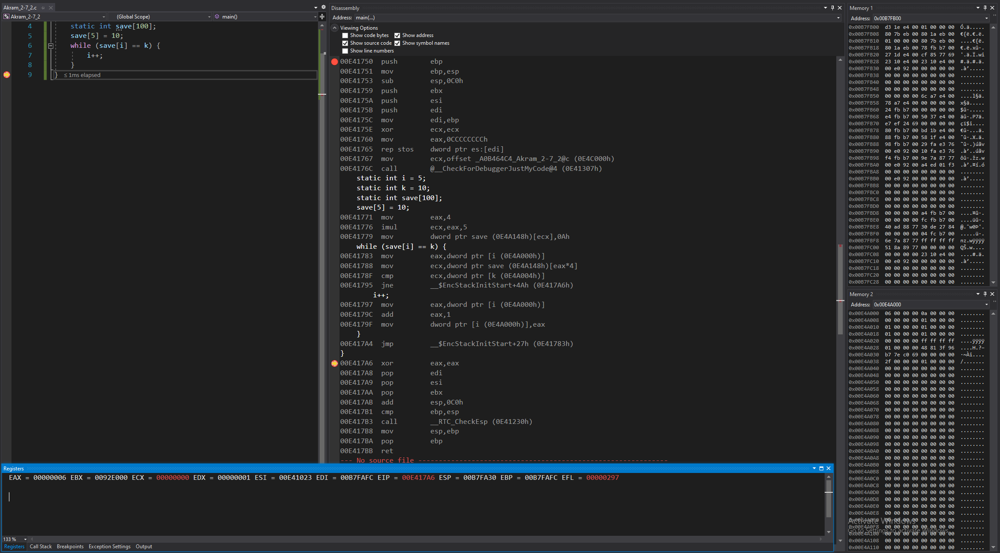 Akram_2-7_2.c
Akram_2-7_2 (Global Scope) main()
4 static int save[100];
5 save[5] = 10;
6 while (save[i] == k) {
7 i++;
8 }
9 } ≤ 1ms elapsed
Disassembly
Address: main(...)
Viewing Options
Show code bytes Show address
Show source code Show symbol names
Show line numbers
00E41750 push ebp
00E41751 mov ebp,esp
00E41753 sub esp,0C0h
00E41759 push ebx
00E4175A push esi
00E4175B push edi
00E4175C mov edi,ebp
00E4175E xor ecx,ecx
00E41760 mov eax,0CCCCCCCCh
00E41765 rep stos dword ptr es:[edi]
00E41767 mov ecx,offset _A0B464C4_Akram_2-7_2@c (0E4C000h)
00E4176C call @__CheckForDebuggerJustMyCode@4 (0E41307h)
static int i = 5;
static int k = 10;
static int save[100];
save[5] = 10;
00E41771 mov eax,4
00E41776 imul ecx,eax,5
00E41779 mov dword ptr save (0E4A148h)[ecx],0Ah
while (save[i] == k) {
00E41783 mov eax,dword ptr [i (0E4A000h)]
00E41788 mov ecx,dword ptr save (0E4A148h)[eax*4]
00E4178F cmp ecx,dword ptr [k (0E4A004h)]
00E41795 jne __$EncStackInitStart+4Ah (0E417A6h)
i++;
00E41797 mov eax,dword ptr [i (0E4A000h)]
00E4179C add eax,1
00E4179F mov dword ptr [i (0E4A000h)],eax
}
00E417A4 jmp __$EncStackInitStart+27h (0E41783h)
}
00E417A6 xor eax,eax
00E417A8 pop edi
00E417A9 pop esi
00E417AA pop ebx
00E417AB add esp,0C0h
00E417B1 cmp ebp,esp
00E417B3 call __RTC_CheckEsp (0E41230h)
00E417B8 mov esp,ebp
00E417BA pop ebp
00E417BB ret
--- No source file -------------------------------------------------------------
Memory 1
Address: 0x00B7FB00
0x00B7FB00 d3 1e e4 00 01 00 00 00 Ó.ä.....
0x00B7FB08 80 7b eb 00 80 1a eb 00 €{ë.€.ë.
0x00B7FB10 01 00 00 00 80 7b eb 00 ....€{ë.
0x00B7FB18 80 1a eb 00 78 fb b7 00 €.ë.xû·.
0x00B7FB20 27 1d e4 00 cf 85 77 69 '.ä.Ï.wi
0x00B7FB28 23 10 e4 00 23 10 e4 00 #.ä.#.ä.
0x00B7FB30 00 e0 92 00 00 00 00 00 .à’.....
0x00B7FB38 00 00 00 00 00 00 00 00 ........
0x00B7FB40 00 00 00 00 00 00 00 00 ........
0x00B7FB48 00 00 00 00 00 00 00 00 ........
0x00B7FB50 00 00 00 00 6c a7 e4 00 ....l§ä.
0x00B7FB58 78 a7 e4 00 00 00 00 00 x§ä.....
0x00B7FB60 24 fb b7 00 00 00 00 00 $û·.....
0x00B7FB68 e4 fb b7 00 50 37 e4 00 äû·.P7ä.
0x00B7FB70 e7 ef 24 69 00 00 00 00 çï$i....
0x00B7FB78 80 fb b7 00 bd 1b e4 00 €û·...ä.
0x00B7FB80 88 fb b7 00 58 1f e4 00 ˆû·.X.ä.
0x00B7FB88 98 fb b7 00 29 fa e3 76 ˜û·.)úãv
0x00B7FB90 00 e0 92 00 10 fa e3 76 .à’..úãv
0x00B7FB98 f4 fb b7 00 9e 7a 87 77 ôû·.žz.w
0x00B7FBA0 00 e0 92 00 a4 ed 01 f3 .à’.¤í.ó
0x00B7FBA8 00 00 00 00 00 00 00 00 ........
0x00B7FBB0 00 e0 92 00 00 00 00 00 .à’.....
0x00B7FBB8 00 00 00 00 00 00 00 00 ........
0x00B7FBC0 00 00 00 00 00 00 00 00 ........
0x00B7FBC8 00 00 00 00 00 00 00 00 ........
0x00B7FBD0 00 00 00 00 00 00 00 00 ........
0x00B7FBD8 00 00 00 00 a4 fb b7 00 ....¤û·.
0x00B7FBE0 00 00 00 00 fc fb b7 00 ....üû·.
0x00B7FBE8 40 ad 88 77 30 de 27 84 @.ˆw0Þ'.
0x00B7FBF0 00 00 00 00 04 fc b7 00 .....ü·.
0x00B7FBF8 6e 7a 87 77 ff ff ff ff nz.wÿÿÿÿ
0x00B7FC00 51 8a 89 77 00 00 00 00 QŠ.w....
0x00B7FC08 00 00 00 00 23 10 e4 00 ....#.ä.
0x00B7FC10 00 e0 92 00 00 00 00 00 .à’.....
0x00B7FC18 00 00 00 00 00 00 00 00 ........
0x00B7FC20 00 00 00 00 00 00 00 00 ........
0x00B7FC28 00 00 00 00 00 00 00 00 ........
Memory 2
Address: 0x00E4A000
0x00E4A000 06 00 00 00 0a 00 00 00 ........
0x00E4A008 00 00 00 00 01 00 00 00 ........
0x00E4A010 01 00 00 00 01 00 00 00 ........
0x00E4A018 01 00 00 00 01 00 00 00 ........
0x00E4A020 00 00 00 00 ff ff ff ff ....ÿÿÿÿ
0x00E4A028 01 00 00 00 48 81 3f 96 ....H.?–
0x00E4A030 b7 7e c0 69 00 00 00 00 ·~Ài....
0x00E4A038 2f 00 00 00 01 00 00 00 /.......
0x00E4A040 00 00 00 00 00 00 00 00 ........
0x00E4A048 00 00 00 00 00 00 00 00 ........
0x00E4A050 00 00 00 00 00 00 00 00 ........
0x00E4A058 00 00 00 00 00 00 00 00 ........
0x00E4A060 00 00 00 00 00 00 00 00 ........
0x00E4A068 00 00 00 00 00 00 00 00 ........
0x00E4A070 00 00 00 00 00 00 00 00 ........
0x00E4A078 00 00 00 00 00 00 00 00 ........
0x00E4A080 00 00 00 00 00 00 00 00 ........
0x00E4A088 00 00 00 00 00 00 00 00 ........
0x00E4A090 00 00 00 00 00 00 00 00 ........
0x00E4A098 00 00 00 00 00 00 00 00 ........
0x00E4A0A0 00 00 00 00 00 00 00 00 ........
0x00E4A0A8 00 00 00 00 00 00 00 00 ........
0x00E4A0B0 00 00 00 00 00 00 00 00 ........
0x00E4A0B8 00 00 00 00 00 00 00 00 ........
0x00E4A0C0 00 00 00 00 00 00 00 00 ........
0x00E4A0C8 00 00 00 00 00 00 00 00 ........
0x00E4A0D0 00 00 00 00 00 00 00 00 ........
0x00E4A0D8 00 00 00 00 00 00 00 00 ........
0x00E4A0E0 00 00 00 00 00 00 00 00 ........
0x00E4A0E8 00 00 00 00 00 00 00 00 ........
0x00E4A0F0 00 00 00 00 00 00 00 00 ........
0x00E4A0F8 00 00 00 00 00 00 00 00 ........
0x00E4A100 00 00 00 00 00 00 00 00 ........
0x00E4A108 00 00 00 00 00 00 00 00 ........
0x00E4A110 00 00 00 00 00 00 00 00 ........
Activate Windows
Go to Settings to activate Windows.
Registers
EAX = 00000006 EBX = 0092E000 ECX = 00000000 EDX = 00000001 ESI = 00E41023 EDI = 00B7FAFC EIP = 00E417A6 ESP = 00B7FA30 EBP = 00B7FAFC EFL = 00000297
133 %
Registers Call Stack Breakpoints Exception Settings Output